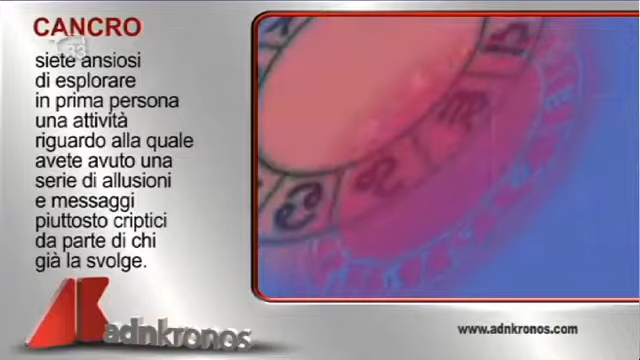 CANCRO
33
siete ansiosi
di esplorare
in prima persona
una attività
riguardo alla quale
avete avuto una
serie di allusioni
e messaggi
piuttosto criptici
da parte di chi
già la svolge.
adnkronos
www.adnkronos.com